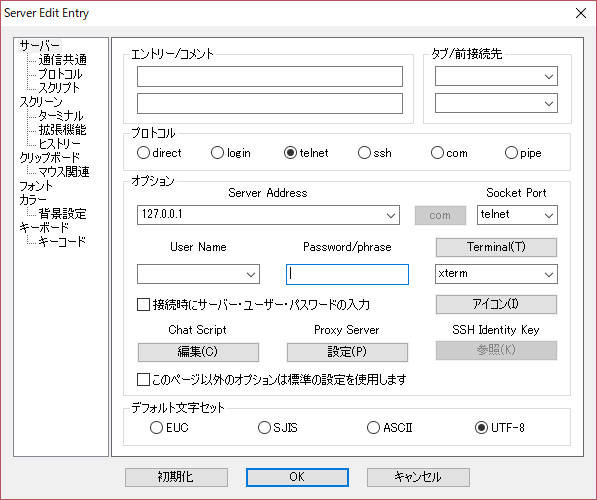 Server Edit Entry
サーバー
通信共通
プロトコル
スクリプト
スクリーン
ターミナル
拡張機能
ヒストリー
クリップボード
マウス関連
フォント
カラー
背景設定
キーボード
キーコード
エントリー/コメント
タブ/前接続先
プロトコル
direct login telnet ssh com pipe
オプション
Server Address Socket Port
127.0.0.1 com telnet
User Name Password/phrase Terminal(T)
xterm
接続時にサーバー・ユーザー・パスワードの入力 アイコン(I)
Chat Script Proxy Server SSH Identity Key
編集(C) 設定(P) 参照(K)
このページ以外のオプションは標準の設定を使用します
デフォルト文字セット
EUC SJIS ASCII UTF-8
初期化 OK キャンセル